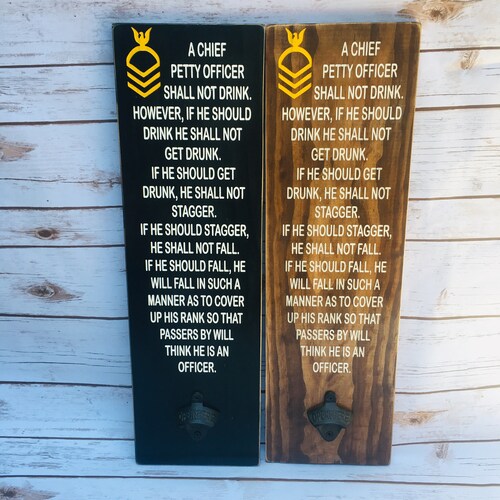 A CHIEF
PETTY OFFICER
SHALL NOT DRINK.
HOWEVER, IF HE SHOULD
DRINK HE SHALL NOT
GET DRUNK.
IF HE SHOULD GET
DRUNK, HE SHALL NOT
STAGGER.
IF HE SHOULD STAGGER,
HE SHALL NOT FALL.
IF HE SHOULD FALL, HE
WILL FALL IN SUCH A
MANNER AS TO COVER
UP HIS RANK SO THAT
PASSERS BY WILL
THINK HE IS AN
OFFICER.
A CHIEF
PETTY OFFICER
SHALL NOT DRINK.
HOWEVER, IF HE SHOULD
DRINK HE SHALL NOT
GET DRUNK.
IF HE SHOULD GET
DRUNK, HE SHALL NOT
STAGGER.
IF HE SHOULD STAGGER,
HE SHALL NOT FALL.
IF HE SHOULD FALL, HE
WILL FALL IN SUCH A
MANNER AS TO COVER
UP HIS RANK SO THAT
PASSERS BY WILL
THINK HE IS AN
OFFICER.